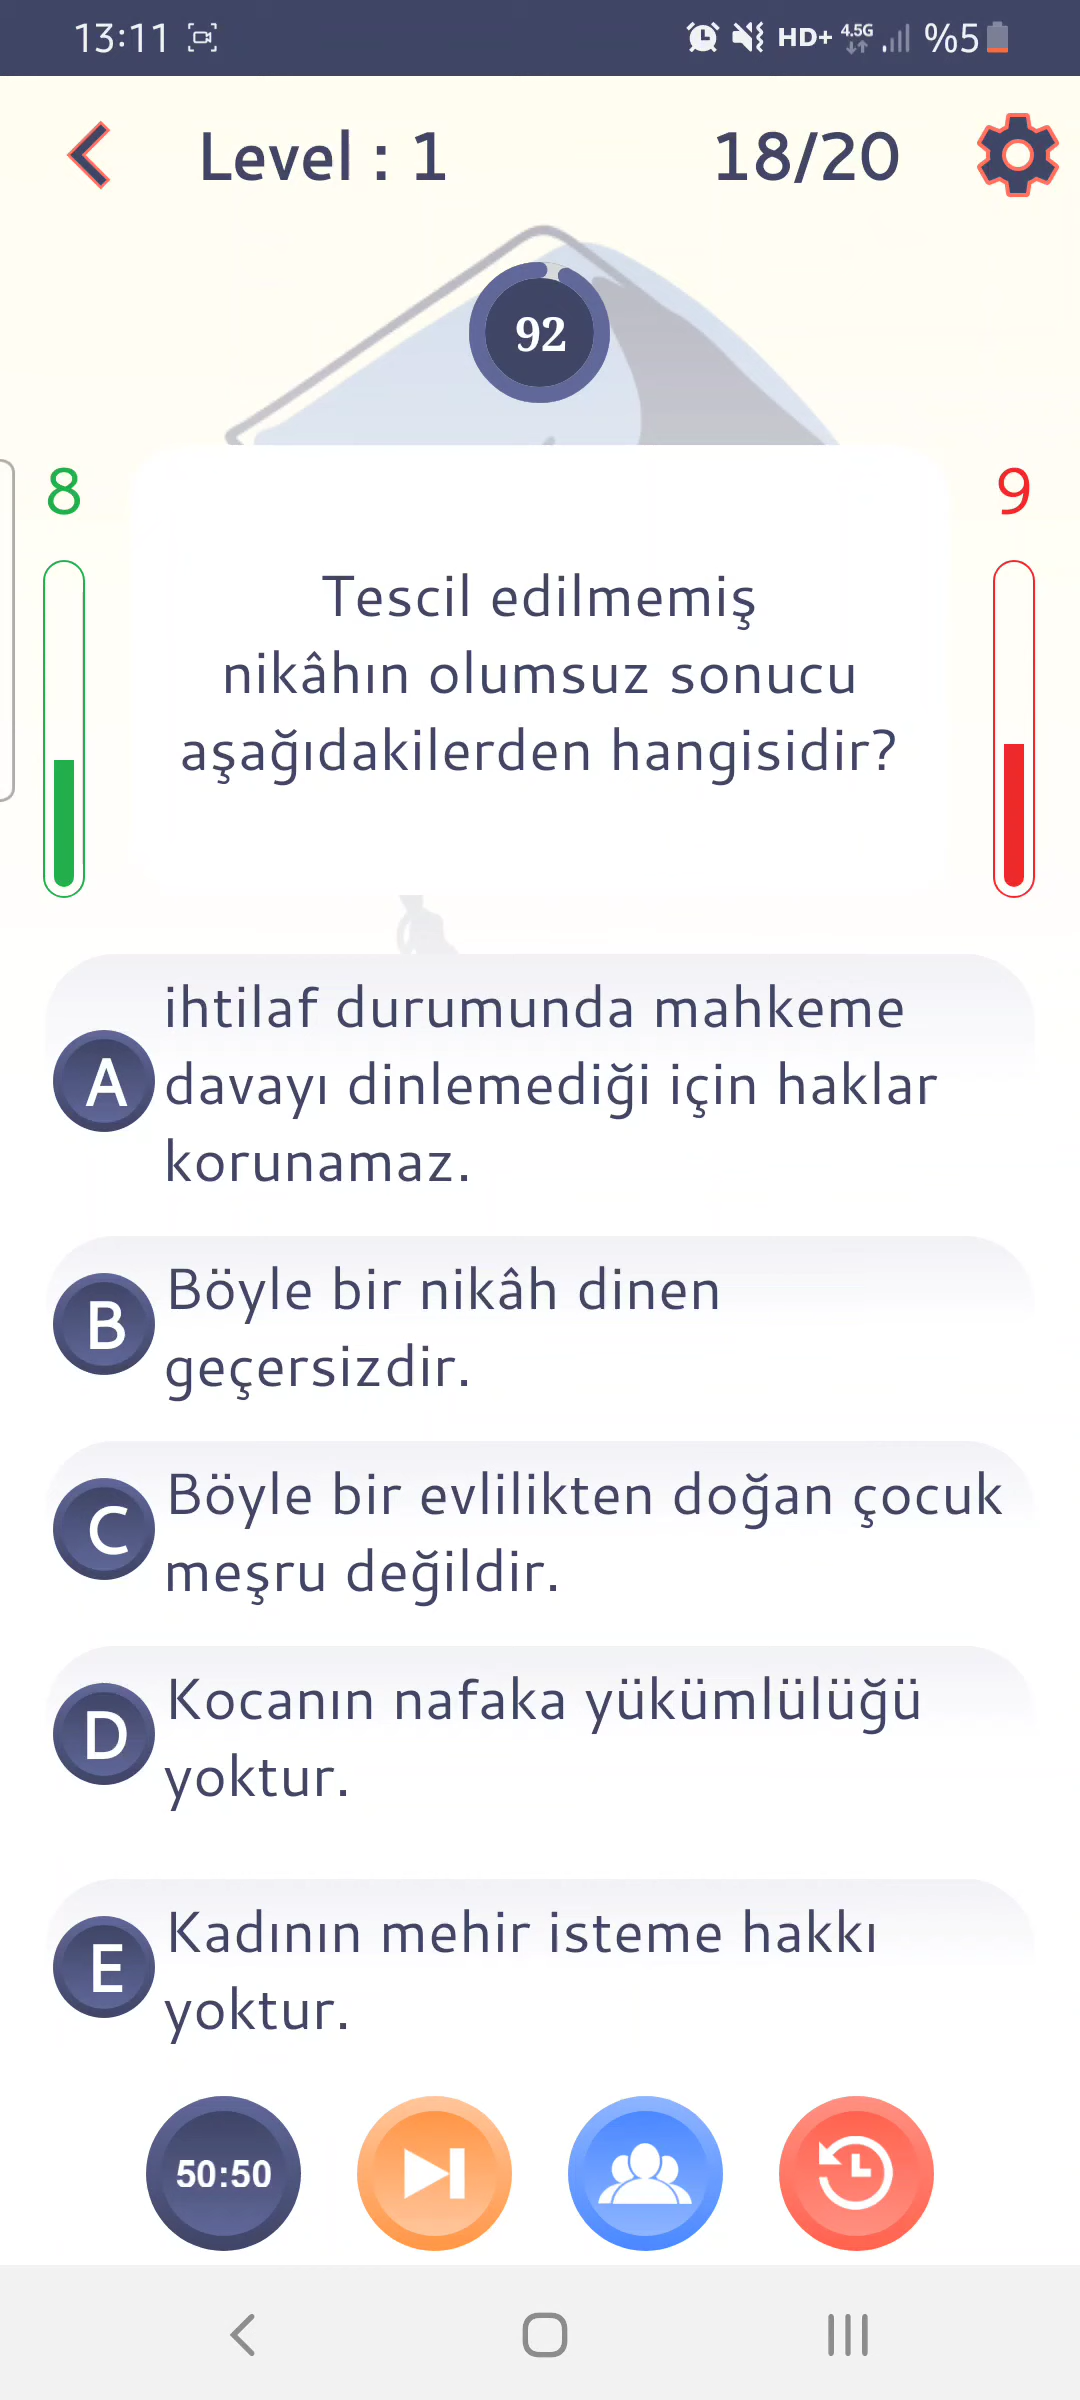 13:11 HD+ 4.5G %5
Level : 1 18/20
92
8 9
Tescil edilmemiş
nikâhın olumsuz sonucu
aşağıdakilerden hangisidir?
A ihtilaf durumunda mahkeme
davayı dinlemediği için haklar
korunamaz.
B Böyle bir nikâh dinen
geçersizdir.
C Böyle bir evlilikten doğan çocuk
meşru değildir.
D Kocanın nafaka yükümlülüğü
yoktur.
E Kadının mehir isteme hakkı
yoktur.
50:50